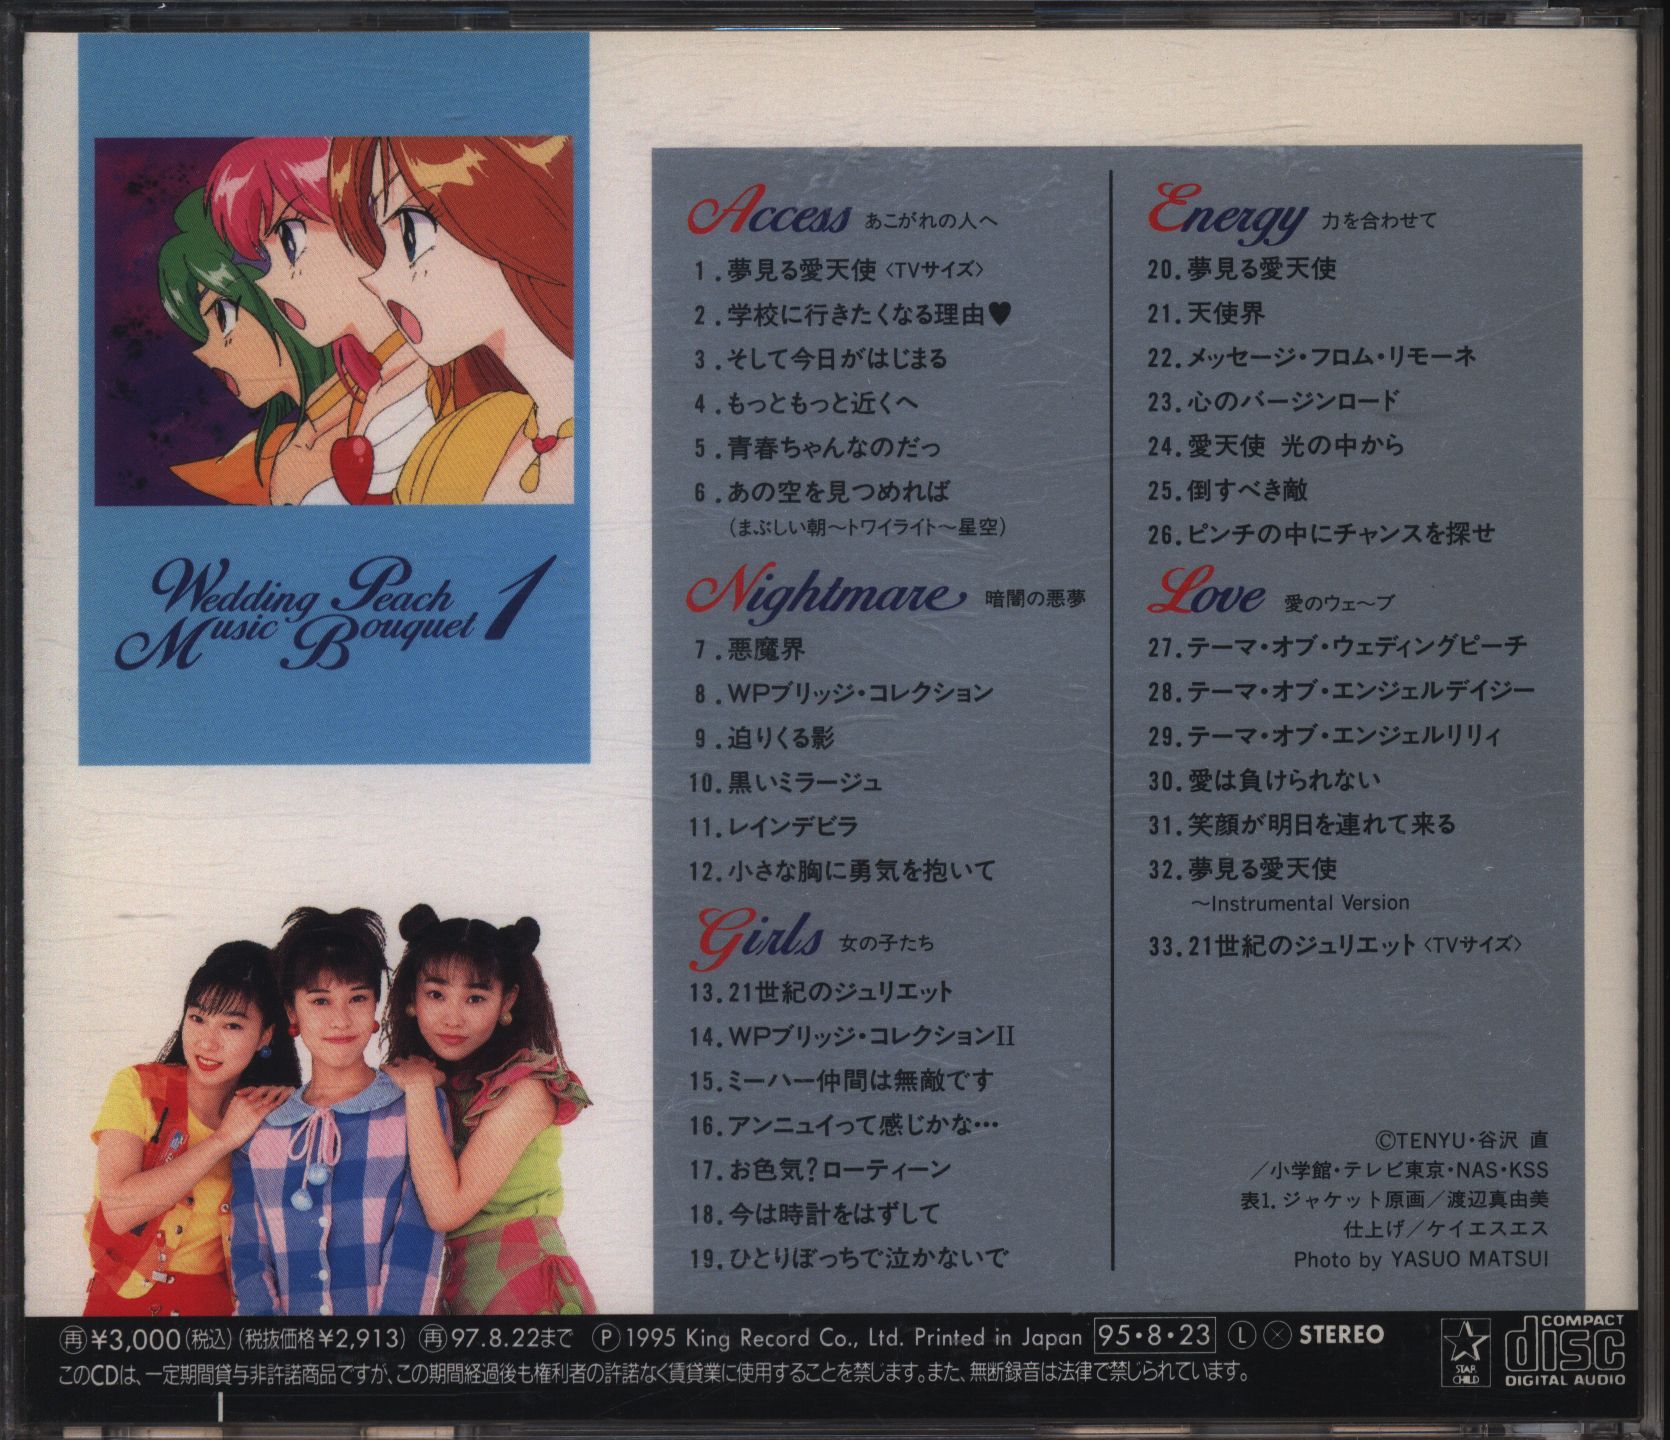 Wedding Peach
Music Bouquet 1
Access あこがれの人へ
1.夢見る愛天使〈TVサイズ〉
2.学校に行きたくなる理由♥
3.そして今日がはじまる
4.もっともっと近くへ
5.青春ちゃんなのだっ
6.あの空を見つめれば
(まぶしい朝〜トワイライト〜星空)
Nightmare 暗闇の悪夢
7.悪魔界
8.WPブリッジ・コレクション
9.迫りくる影
10.黒いミラージュ
11.レインデビラ
12.小さな胸に勇気を抱いて
Girls 女の子たち
13.21世紀のジュリエット
14.WPブリッジ・コレクションII
15.ミーハー仲間は無敵です
16.アンニュイって感じかな…
17.お色気?ローティーン
18.今は時計をはずして
19.ひとりぼっちで泣かないで
Energy 力を合わせて
20.夢見る愛天使
21.天使界
22.メッセージ・フロム・リモーネ
23.心のバージンロード
24.愛天使 光の中から
25.倒すべき敵
26.ピンチの中にチャンスを探せ
Love 愛のウェ〜ブ
27.テーマ・オブ・ウェディングピーチ
28.テーマ・オブ・エンジェルデイジー
29.テーマ・オブ・エンジェルリリィ
30.愛は負けられない
31.笑顔が明日を連れて来る
32.夢見る愛天使
〜Instrumental Version
33.21世紀のジュリエット〈TVサイズ〉
©TENYU・谷沢 直
/小学館・テレビ東京・NAS・KSS
表1.ジャケット原画/渡辺真由美
仕上げ/ケイエスエス
Photo by YASUO MATSUI
再 ¥3,000(税込)(税抜価格¥2,913) 再 97.8.22まで Ⓟ 1995 King Record Co., Ltd. Printed in Japan 95・8・23 Ⓛ STEREO
このCDは、一定期間貸与非許諾商品ですが、この期間経過後も権利者の許諾なく賃貸業に使用することを禁じます。また、無断録音は法律で禁じられています。
STAR
CHILD
COMPACT
disc
DIGITAL AUDIO